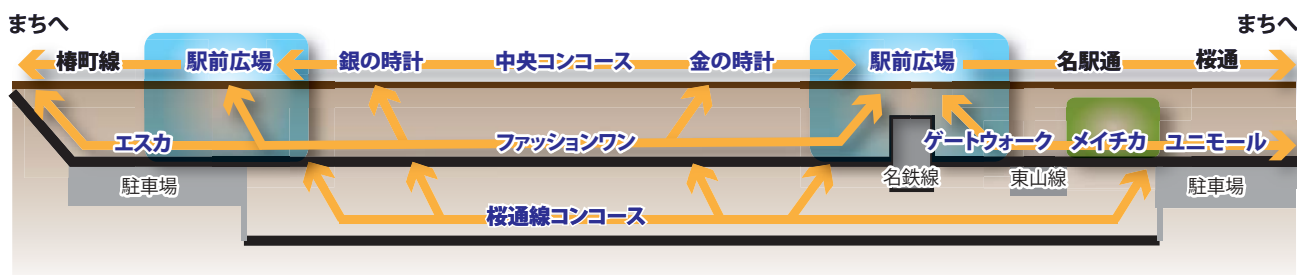 まちへ
まちへ
椿町線 駅前広場 銀の時計 中央コンコース 金の時計 駅前広場 名駅通 桜通
エスカ ファッションワン ゲートウォーク メイチカ ユニモール
駐車場 名鉄線 東山線 駐車場
桜通線コンコース